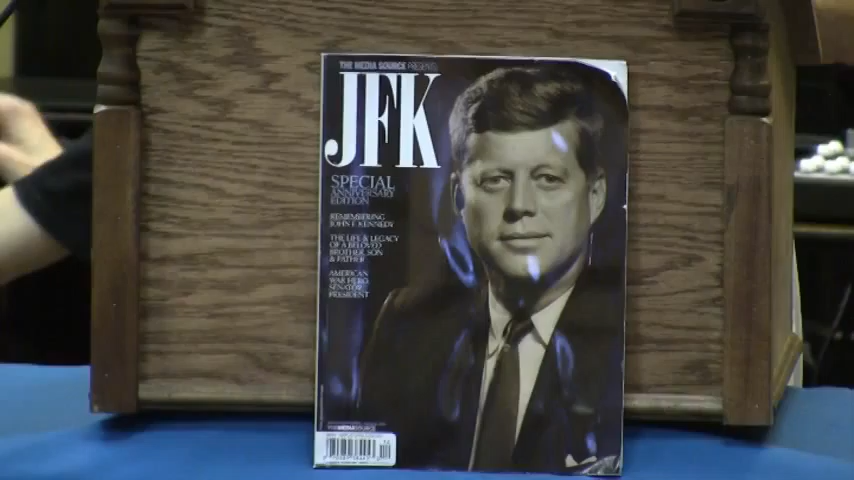 THE MEDIA SOURCE PRESENTS:
JFK
SPECIAL
ANNIVERSARY
EDITION
REMEMBERING
JOHN F. KENNEDY
THE LIFE & LEGACY
OF A BELOVED
BROTHER, SON
& FATHER
AMERICAN
WAR HERO,
SENATOR,
PRESIDENT